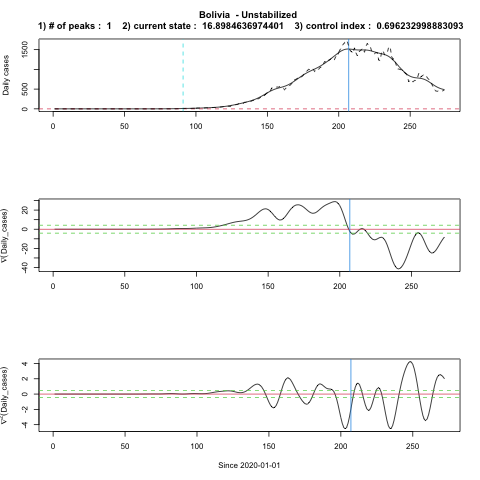 Bolivia - Unstabilized
1) # of peaks : 1 2) current state : 16.8984636974401 3) control index : 0.696232998883093
Daily cases
1500
500
0
0 50 100 150 200 250
∇(Daily_cases)
20
0
-20
-40
0 50 100 150 200 250
∇²(Daily_cases)
4
2
0
-2
-4
0 50 100 150 200 250
Since 2020-01-01